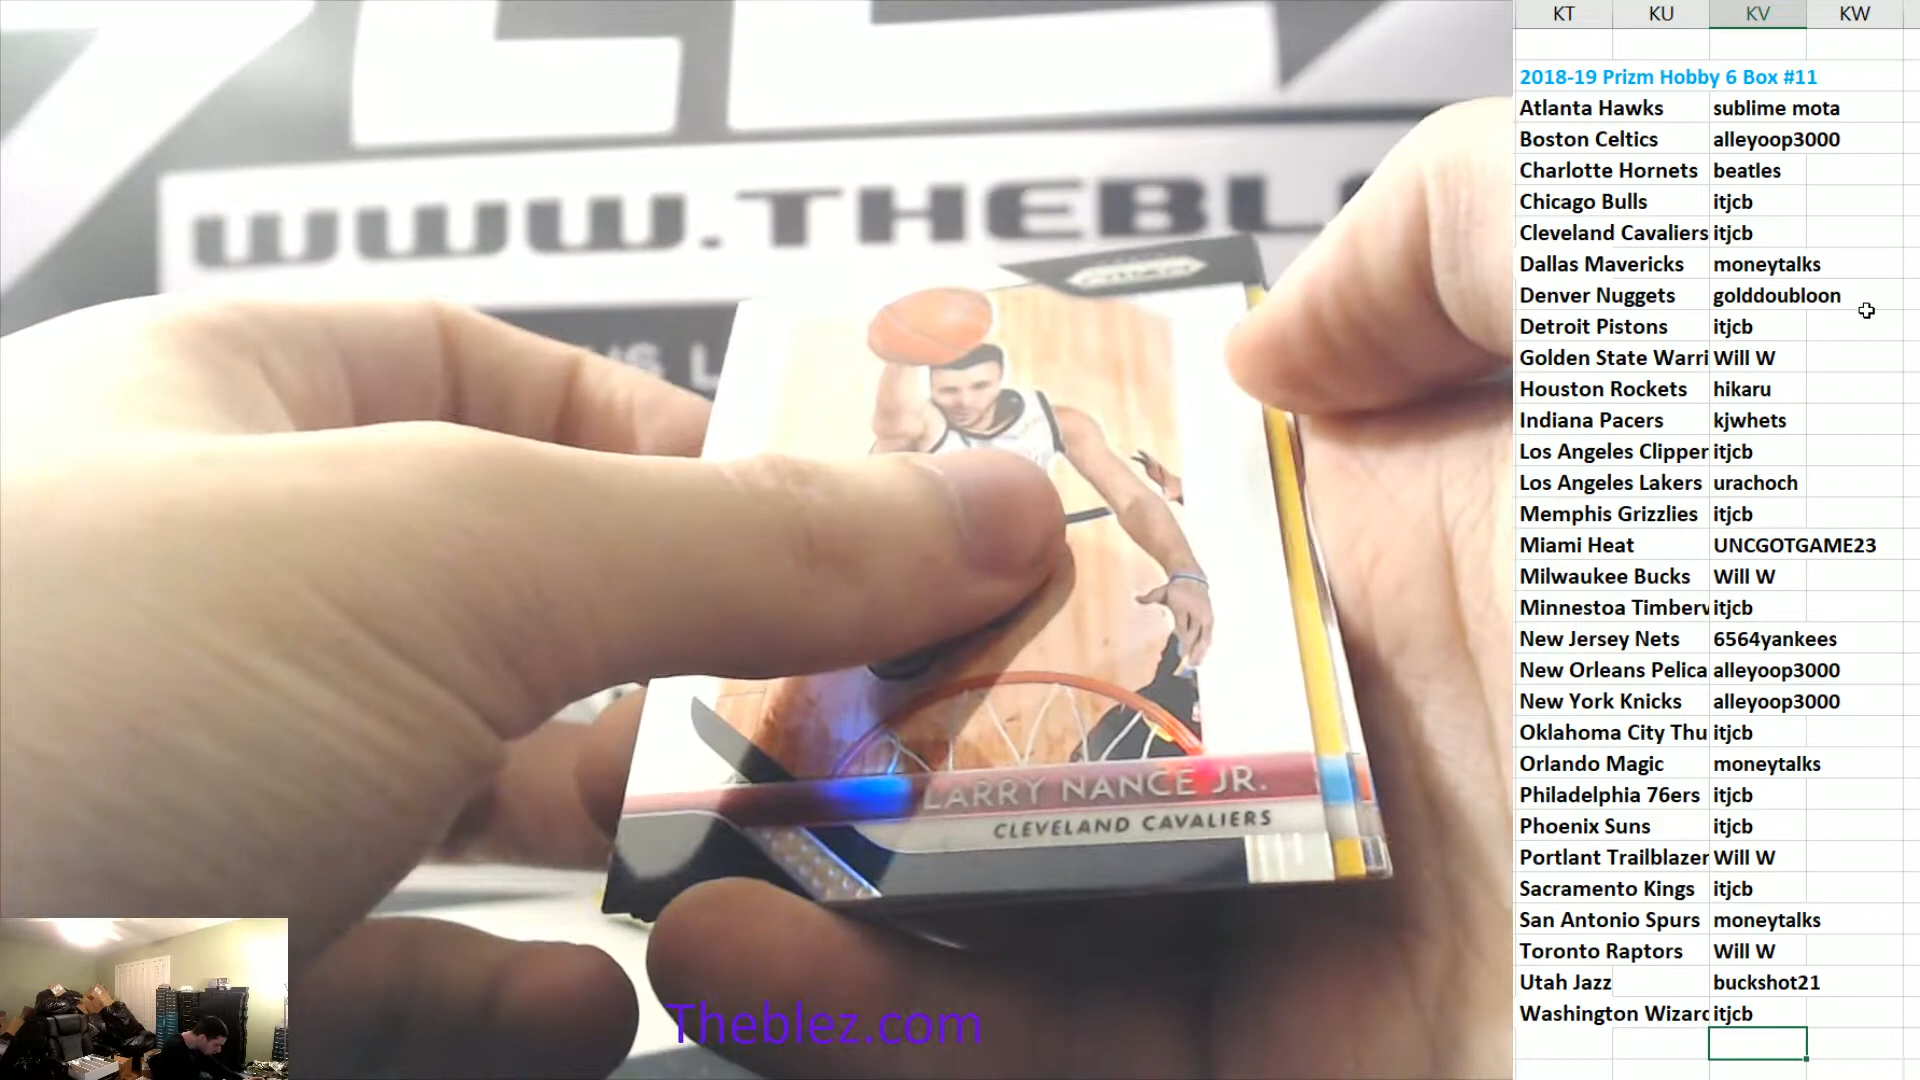 KT KU KV KW
2018-19 Prizm Hobby 6 Box #11
Atlanta Hawks sublime mota
Boston Celtics alleyoop3000
Charlotte Hornets beatles
Chicago Bulls itjcb
Cleveland Cavaliers itjcb
Dallas Mavericks moneytalks
Denver Nuggets golddoubloon
Detroit Pistons itjcb
Golden State Warri Will W
Houston Rockets hikaru
Indiana Pacers kjwhets
Los Angeles Clipper itjcb
Los Angeles Lakers urachoch
Memphis Grizzlies itjcb
Miami Heat UNCGOTGAME23
Milwaukee Bucks Will W
Minnestoa Timberv itjcb
New Jersey Nets 6564yankees
New Orleans Pelica alleyoop3000
New York Knicks alleyoop3000
Oklahoma City Thu itjcb
Orlando Magic moneytalks
Philadelphia 76ers itjcb
Phoenix Suns itjcb
Portlant Trailblazer Will W
Sacramento Kings itjcb
San Antonio Spurs moneytalks
Toronto Raptors Will W
Utah Jazz buckshot21
Washington Wizard itjcb
WWW.THEBL
LARRY NANCE JR.
CLEVELAND CAVALIERS
Theblez.com